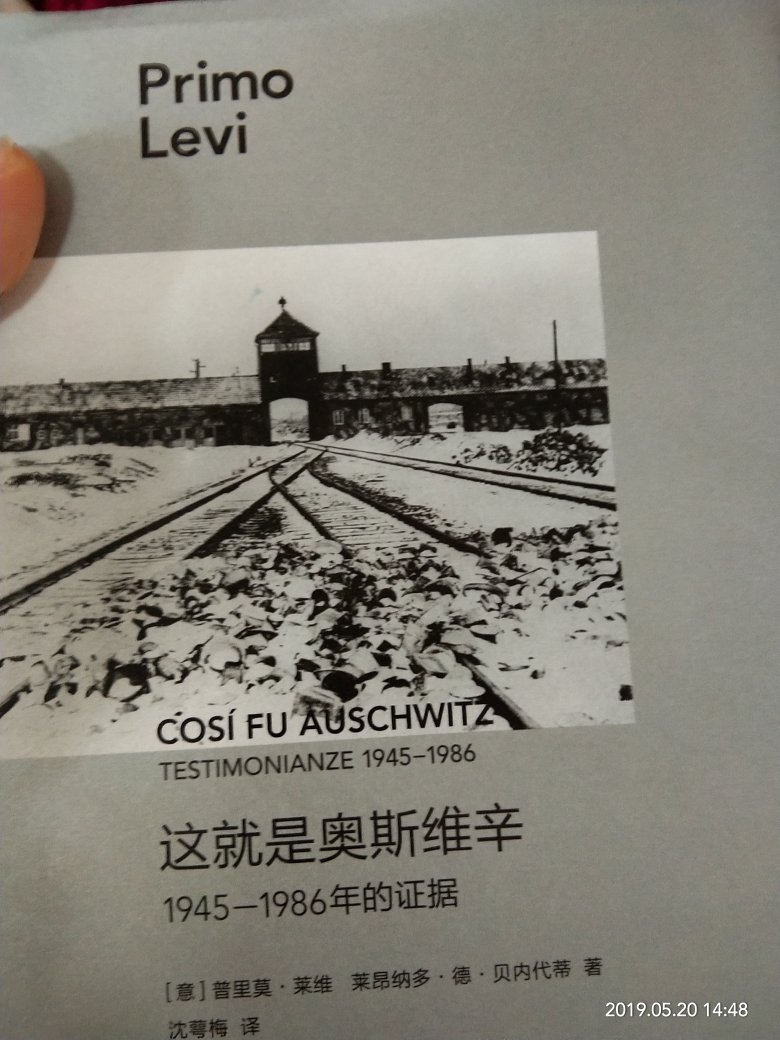 Primo
Levi
COSÍ FU AUSCHWITZ
TESTIMONIANZE 1945–1986
这就是奥斯维辛
1945—1986年的证据
[意]普里莫·莱维 莱昂纳多·德·贝内代蒂 著
沈萼梅 译
2019.05.20 14:48